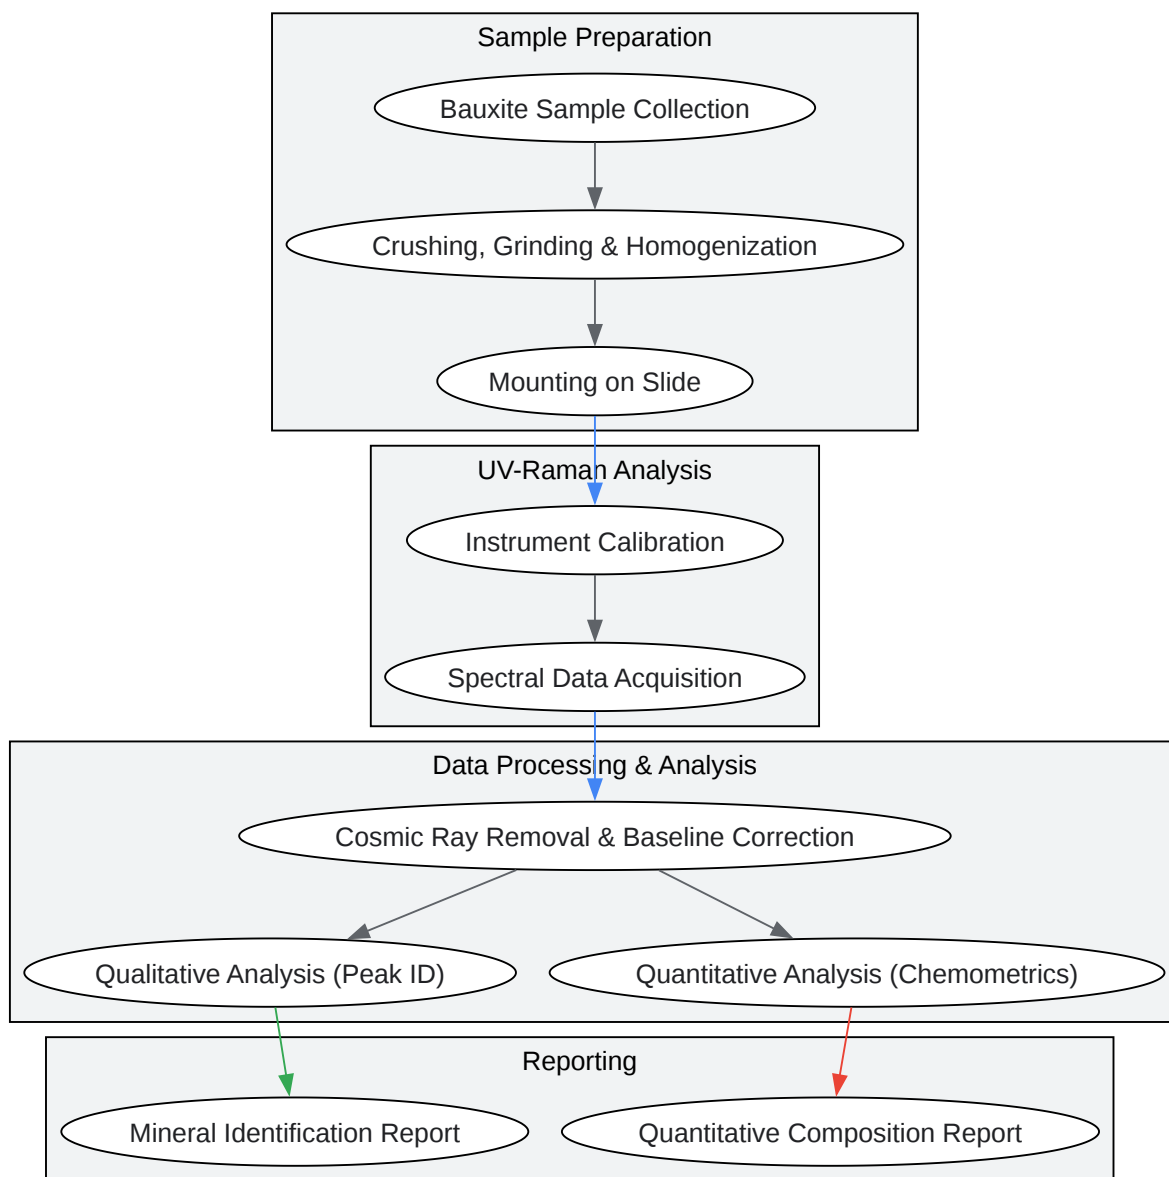 Sample Preparation
Bauxite Sample Collection
Crushing, Grinding & Homogenization
Mounting on Slide
UV-Raman Analysis
Instrument Calibration
Spectral Data Acquisition
Data Processing & Analysis
Cosmic Ray Removal & Baseline Correction
Qualitative Analysis (Peak ID)
Quantitative Analysis (Chemometrics)
Reporting
Mineral Identification Report
Quantitative Composition Report